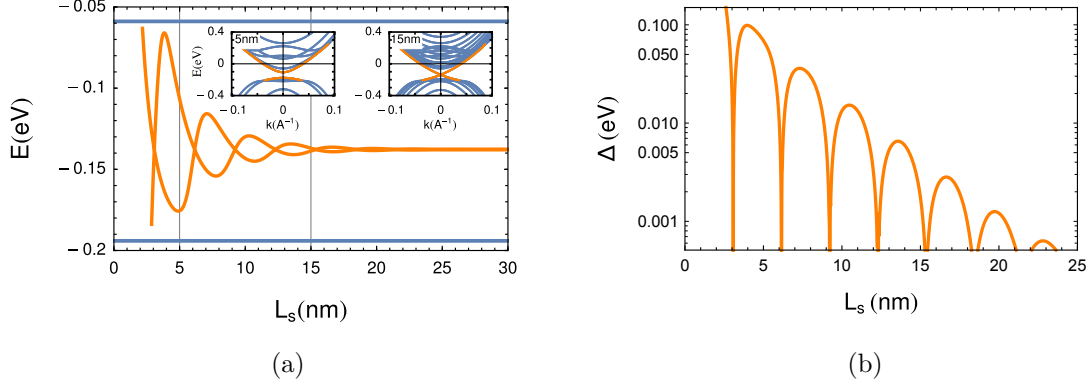 −0.05
−0.1
−0.15
−0.2
E(eV)
0 5 10 15 20 25 30
L_s(nm)
5nm
0.4
0
−0.4
E(eV)
−0.1 0 0.1
k(A⁻¹)
15nm
0.4
0
−0.4
−0.1 0 0.1
k(A⁻¹)
(a)
0.100
0.050
0.010
0.005
0.001
Δ(eV)
0 5 10 15 20 25
L_s(nm)
(b)